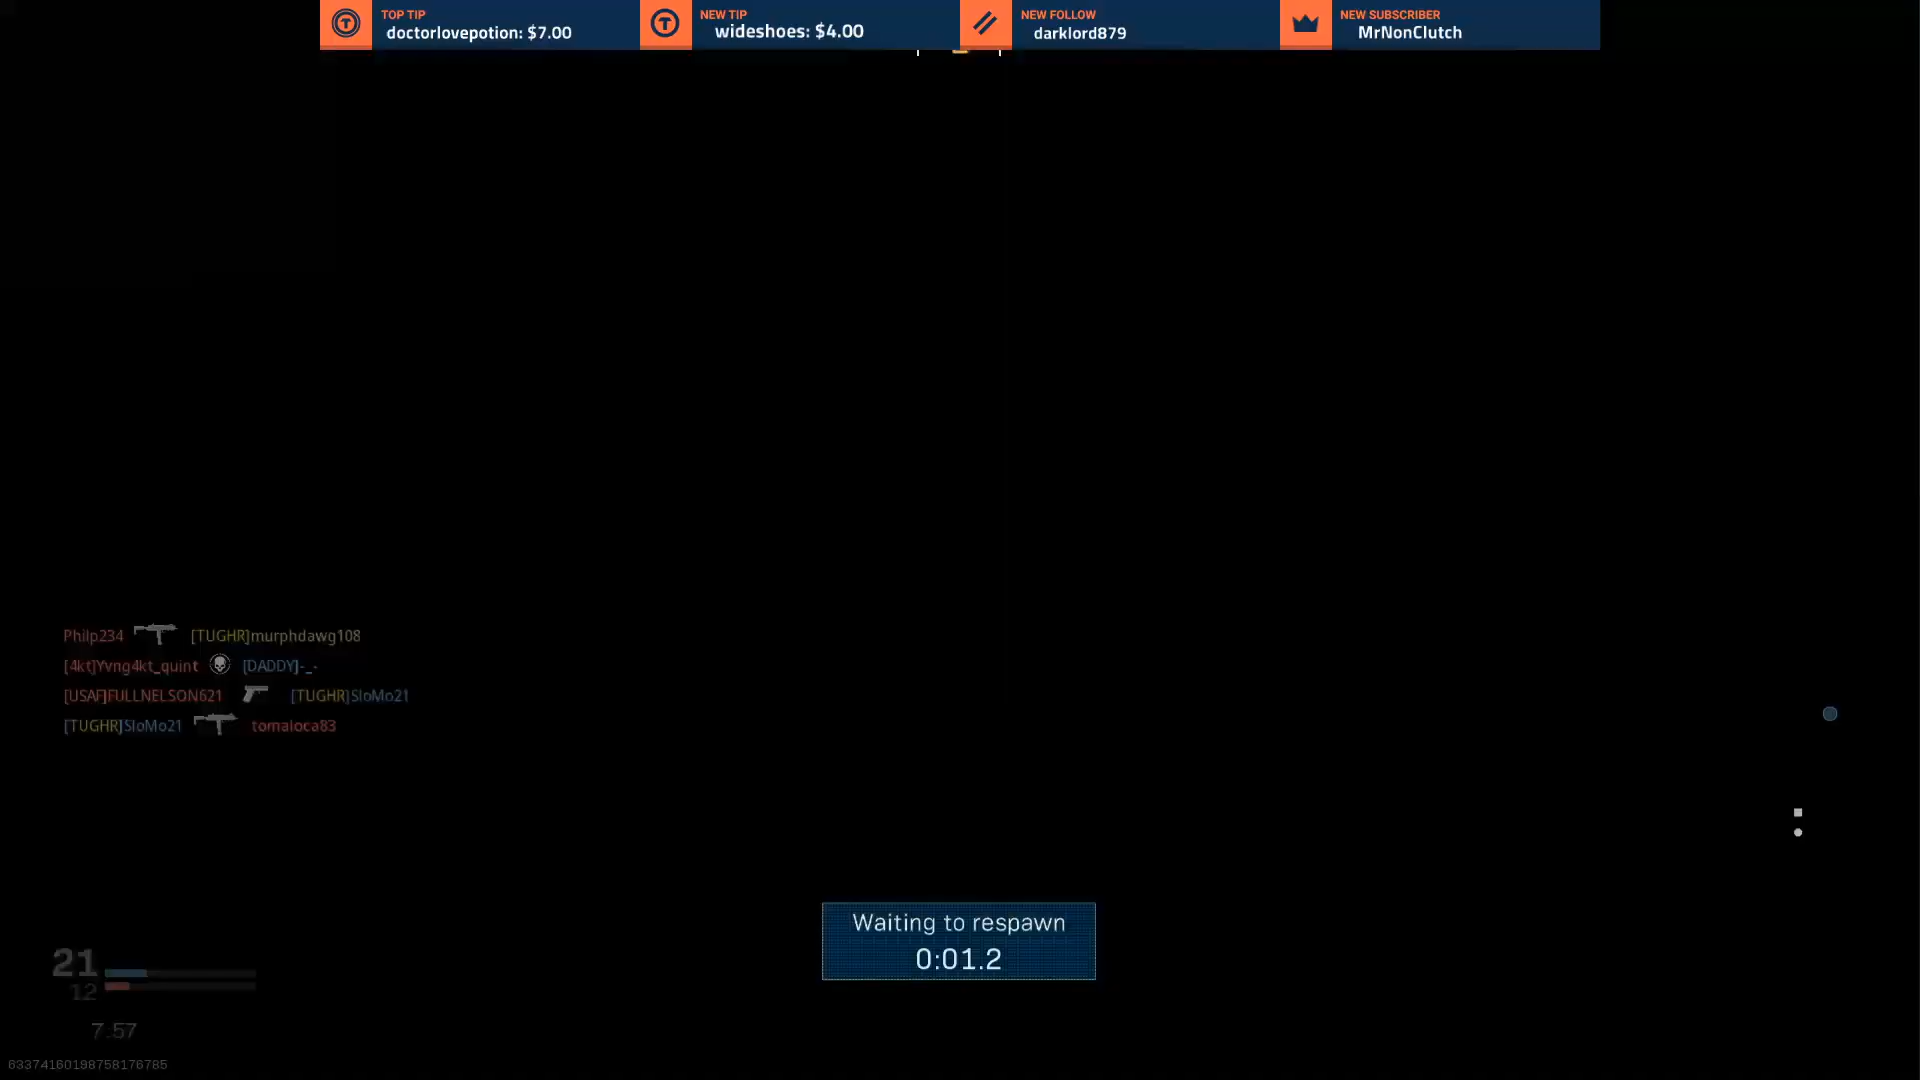 TOP TIP
doctorlovepotion: $7.00
NEW TIP
wideshoes: $4.00
NEW FOLLOW
darklord879
NEW SUBSCRIBER
MrNonClutch
Philp234 [TUGHR]murphdawg108
[4kt]Yvng4kt_quint [DADDY]-_-
[USAF]FULLNELSON621 [TUGHR]SloMo21
[TUGHR]SloMo21 tomaloca83
Waiting to respawn
0:01.2
21
12
7:57
63374160198758176785